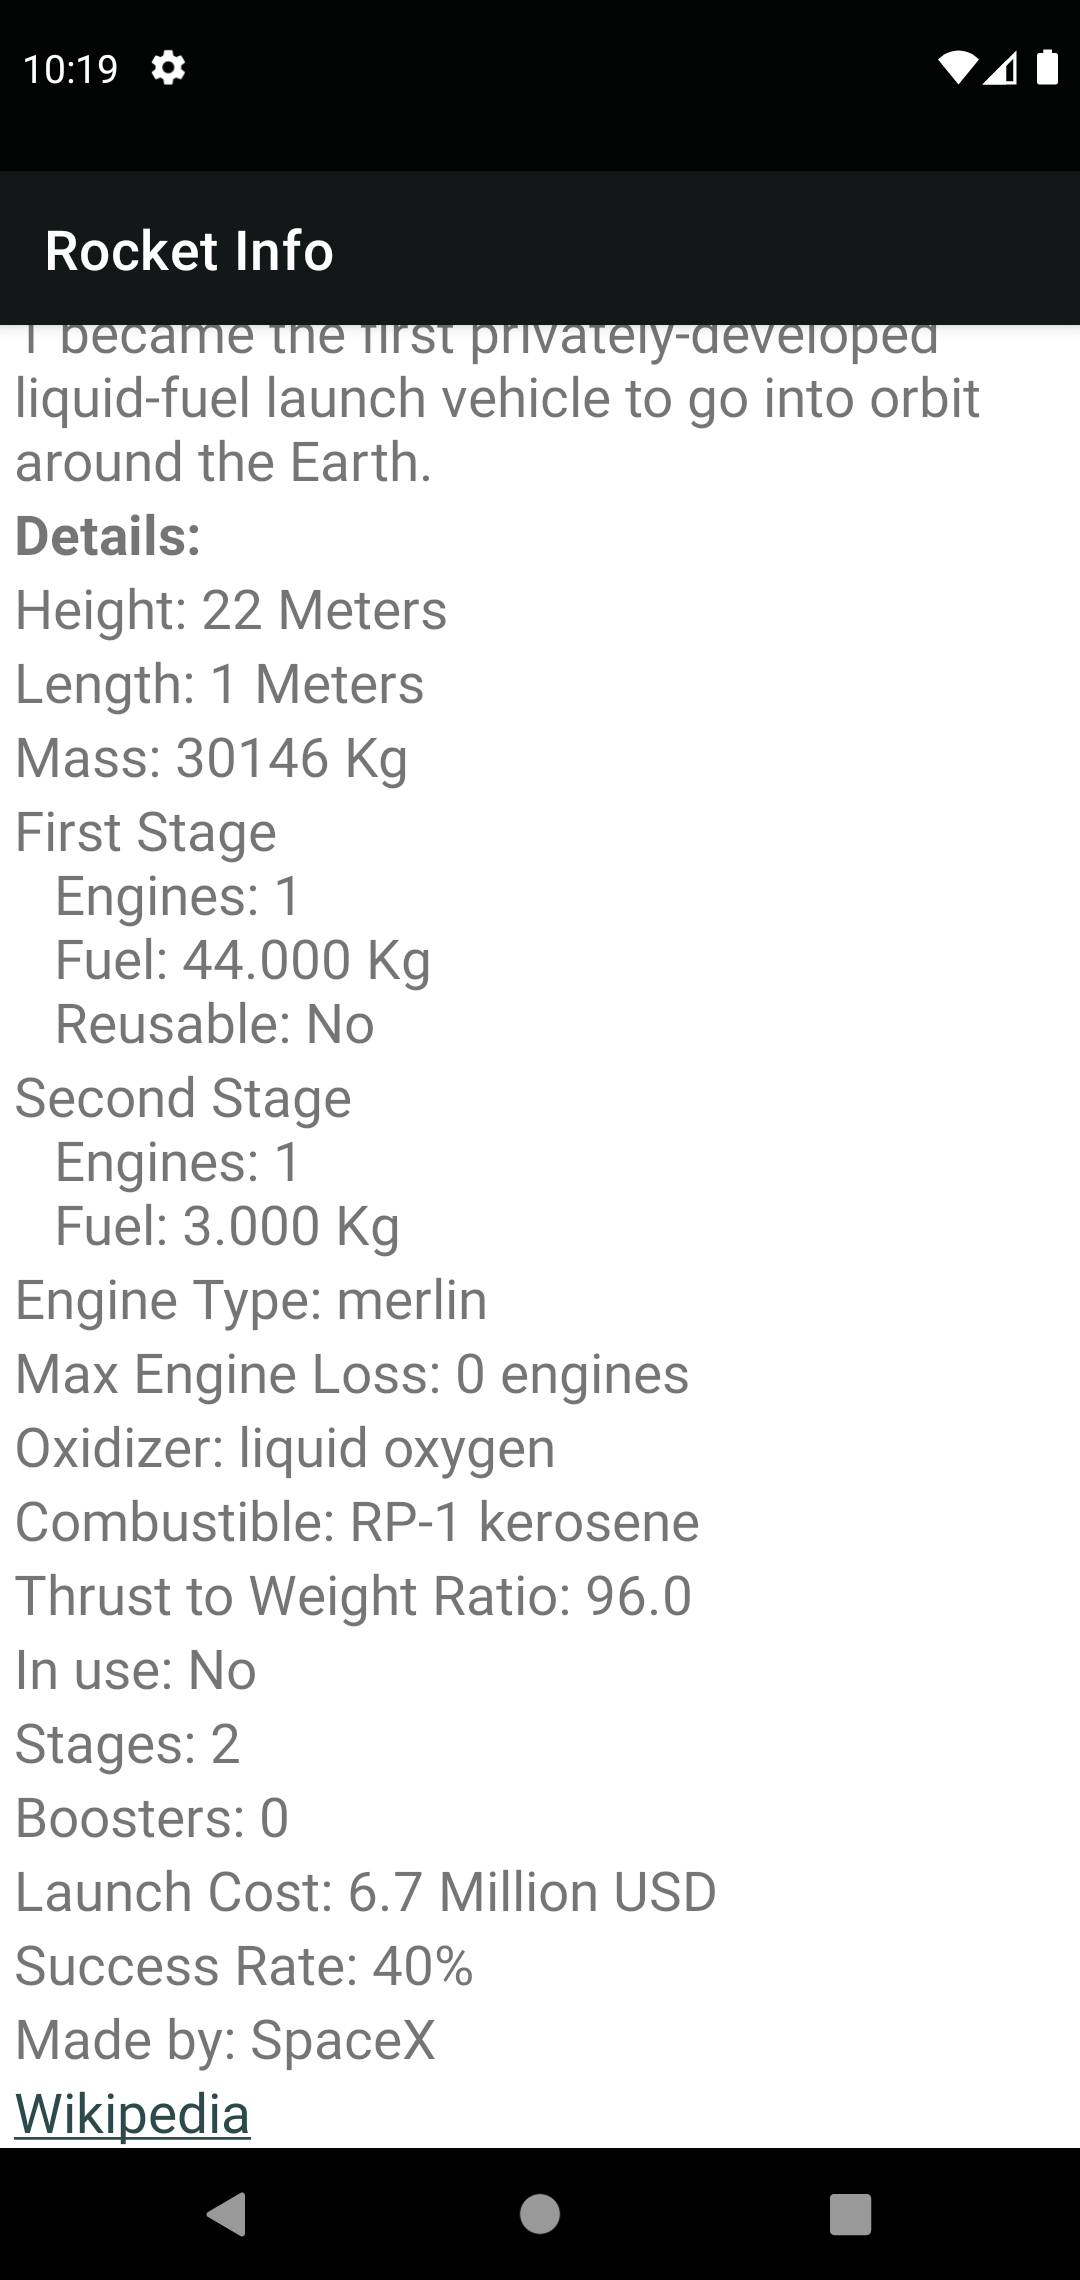 10:19
Rocket Info
1 became the first privately-developed
liquid-fuel launch vehicle to go into orbit
around the Earth.
Details:
Height: 22 Meters
Length: 1 Meters
Mass: 30146 Kg
First Stage
Engines: 1
Fuel: 44.000 Kg
Reusable: No
Second Stage
Engines: 1
Fuel: 3.000 Kg
Engine Type: merlin
Max Engine Loss: 0 engines
Oxidizer: liquid oxygen
Combustible: RP-1 kerosene
Thrust to Weight Ratio: 96.0
In use: No
Stages: 2
Boosters: 0
Launch Cost: 6.7 Million USD
Success Rate: 40%
Made by: SpaceX
Wikipedia